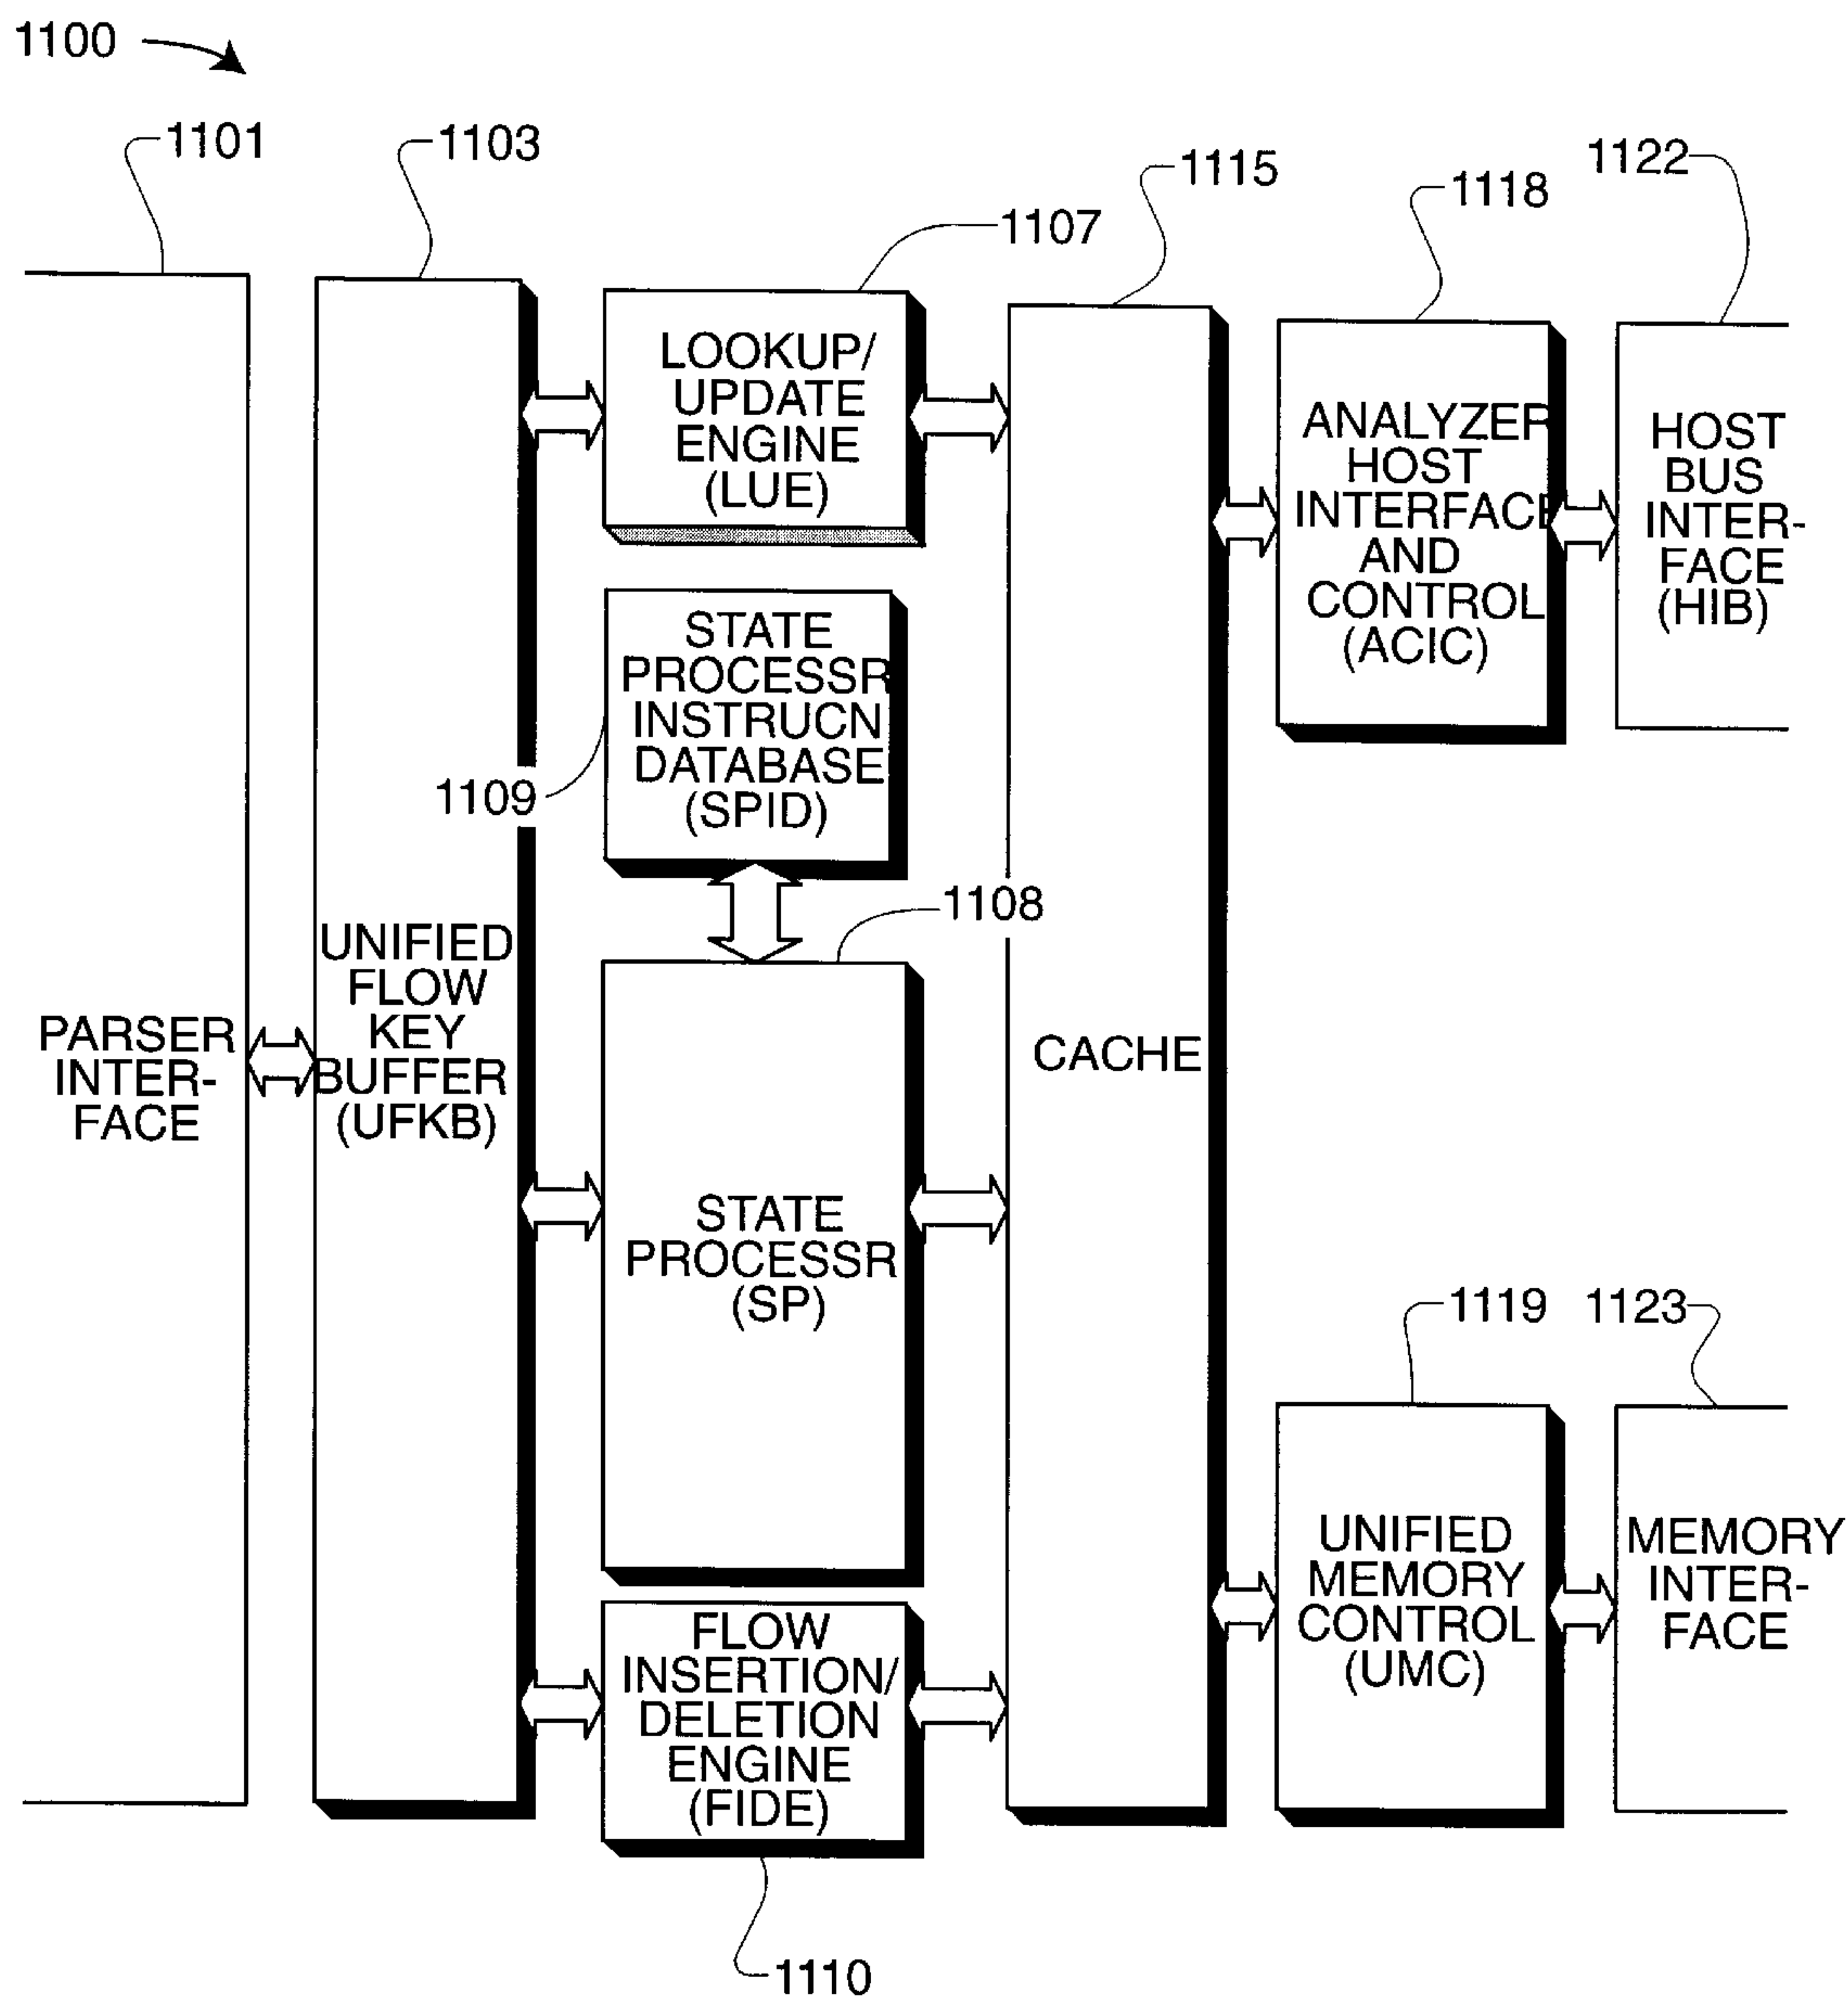 1100
1101
1103
1107
1115
1118
1122
LOOKUP/
UPDATE
ENGINE
(LUE)
ANALYZER
HOST
INTERFACE
AND
CONTROL
(ACIC)
HOST
BUS
INTER-
FACE
(HIB)
STATE
PROCESSR
INSTRUCN
DATABASE
(SPID)
1109
1108
PARSER
INTER-
FACE
UNIFIED
FLOW
KEY
BUFFER
(UFKB)
CACHE
STATE
PROCESSR
(SP)
1119
1123
UNIFIED
MEMORY
CONTROL
(UMC)
MEMORY
INTER-
FACE
FLOW
INSERTION/
DELETION
ENGINE
(FIDE)
1110